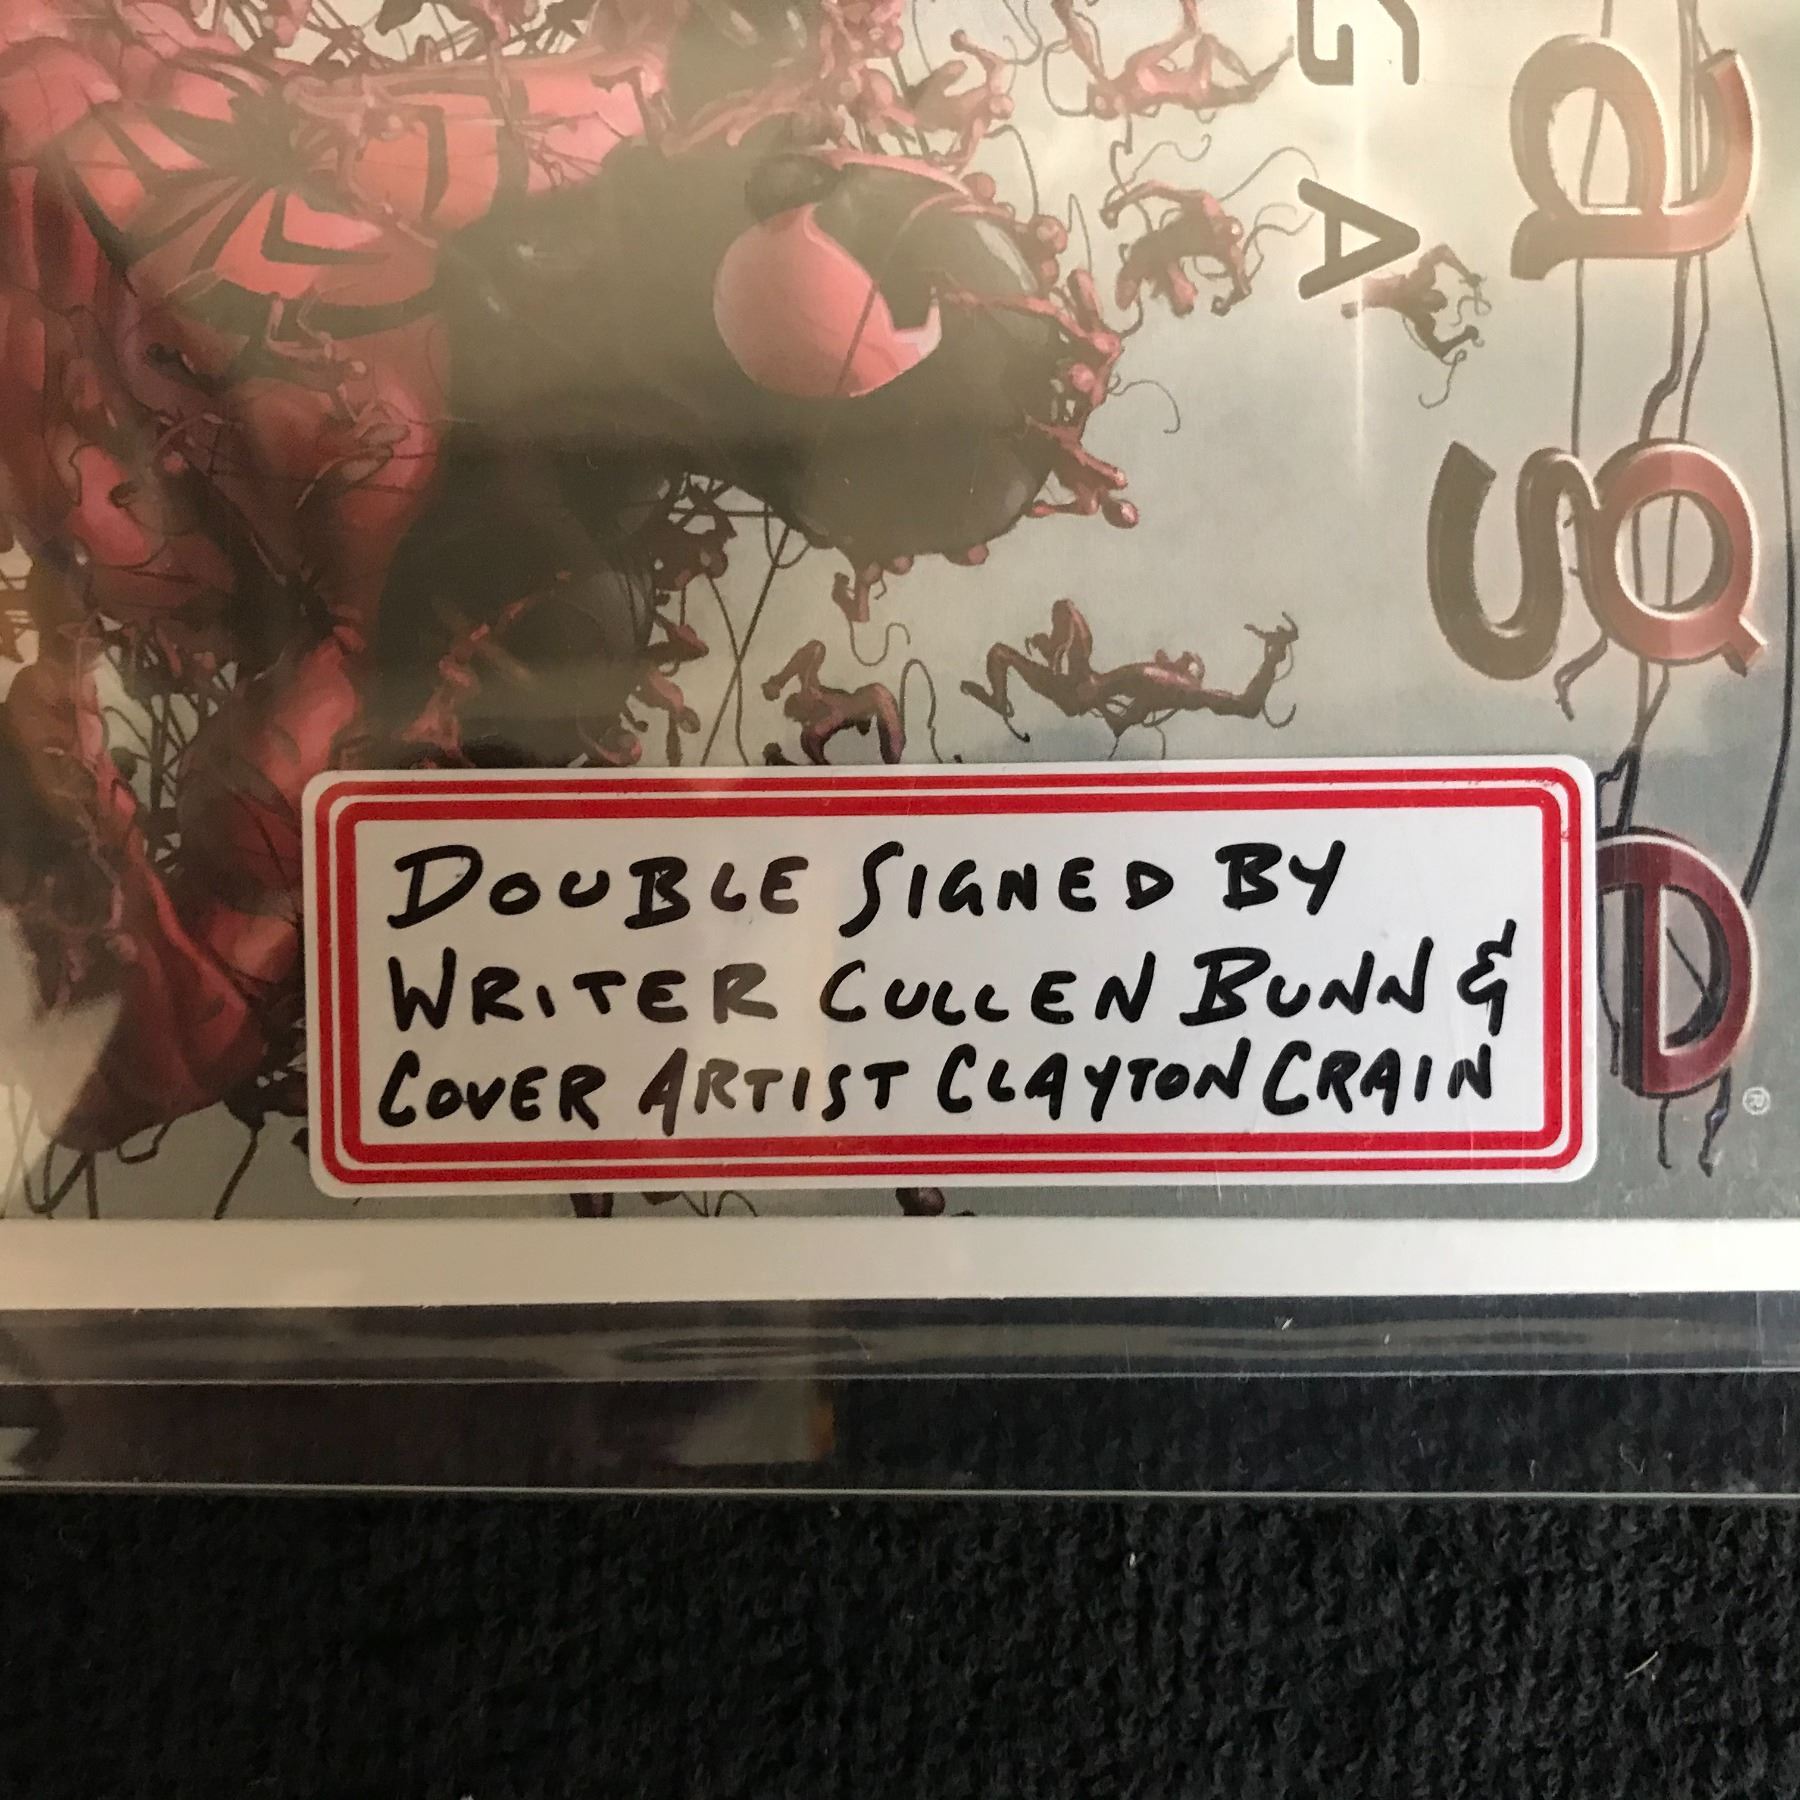 DOUBLE SIGNED BY
WRITER CULLEN BUNN &
COVER ARTIST CLAYTON CRAIN
®